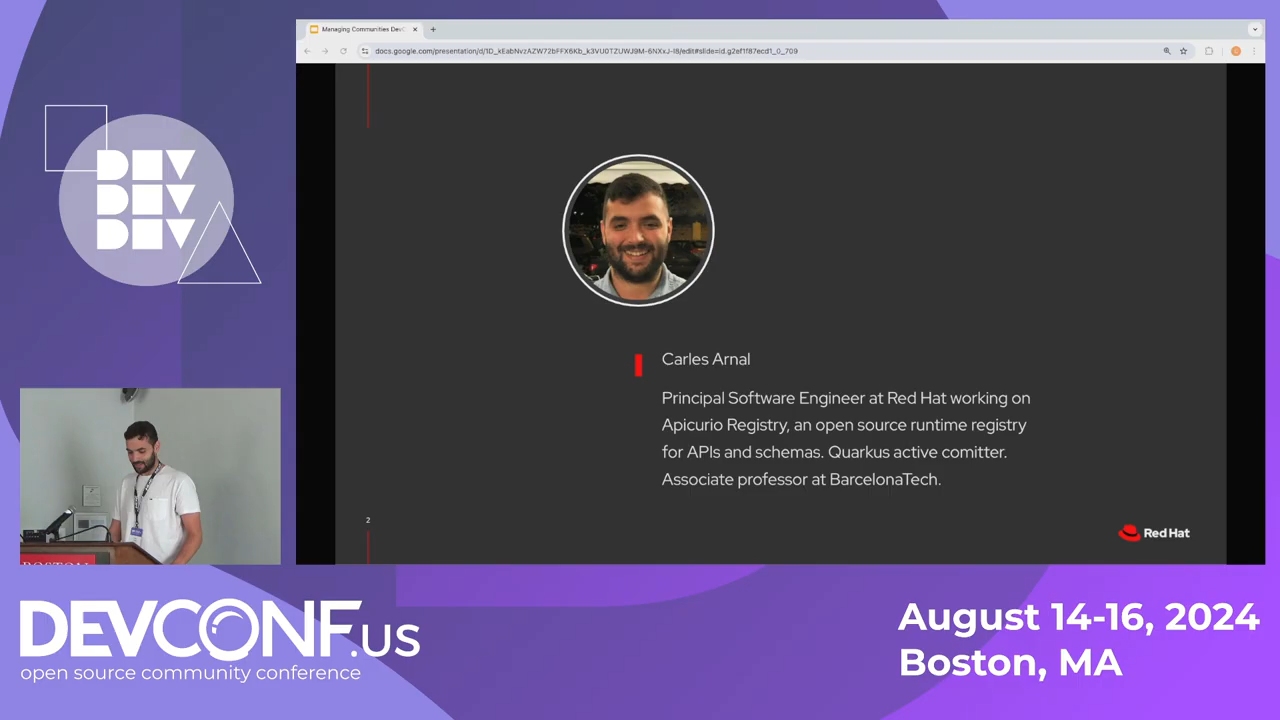 Managing Communities DevC
docs.google.com/presentation/d/1D_kEabNvzAZW72bFFX6Kb_k3VU0TZUWJ9M-6NXxJ-I8/edit#slide=id.g2ef1f87ecd1_0_709
DEV
DEV
DEV
Carles Arnal
Principal Software Engineer at Red Hat working on
Apicurio Registry, an open source runtime registry
for APIs and schemas. Quarkus active comitter.
Associate professor at BarcelonaTech.
2
Red Hat
BOSTON
DEVCONF.US
open source community conference
August 14-16, 2024
Boston, MA